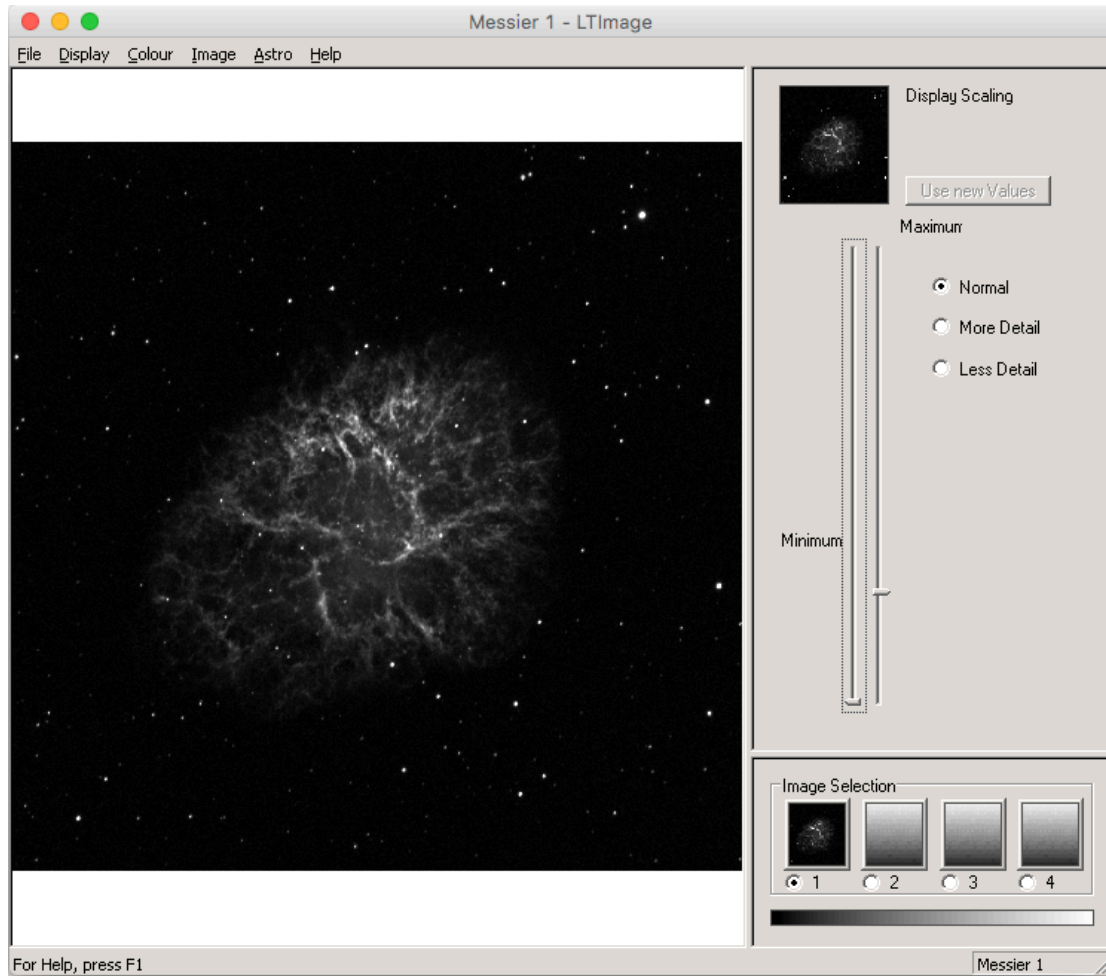 Messier 1 - LTImage
File Display Colour Image Astro Help
Display Scaling
Use new Values
Maximum
Normal
More Detail
Less Detail
Minimum
Image Selection
1 2 3 4
For Help, press F1
Messier 1